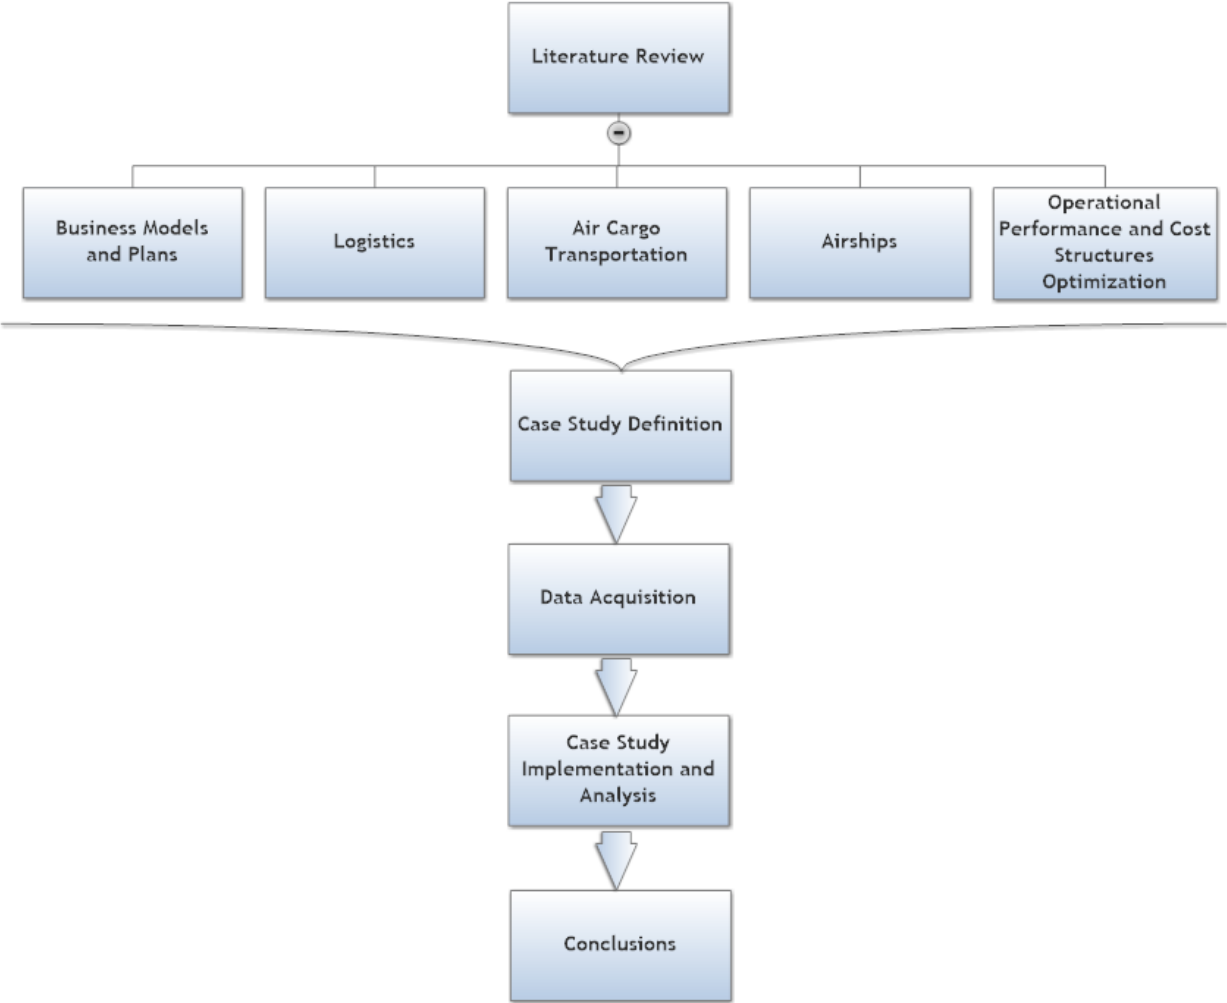 Literature Review
Business Models
and Plans
Logistics
Air Cargo
Transportation
Airships
Operational
Performance and Cost
Structures
Optimization
Case Study Definition
Data Acquisition
Case Study
Implementation and
Analysis
Conclusions